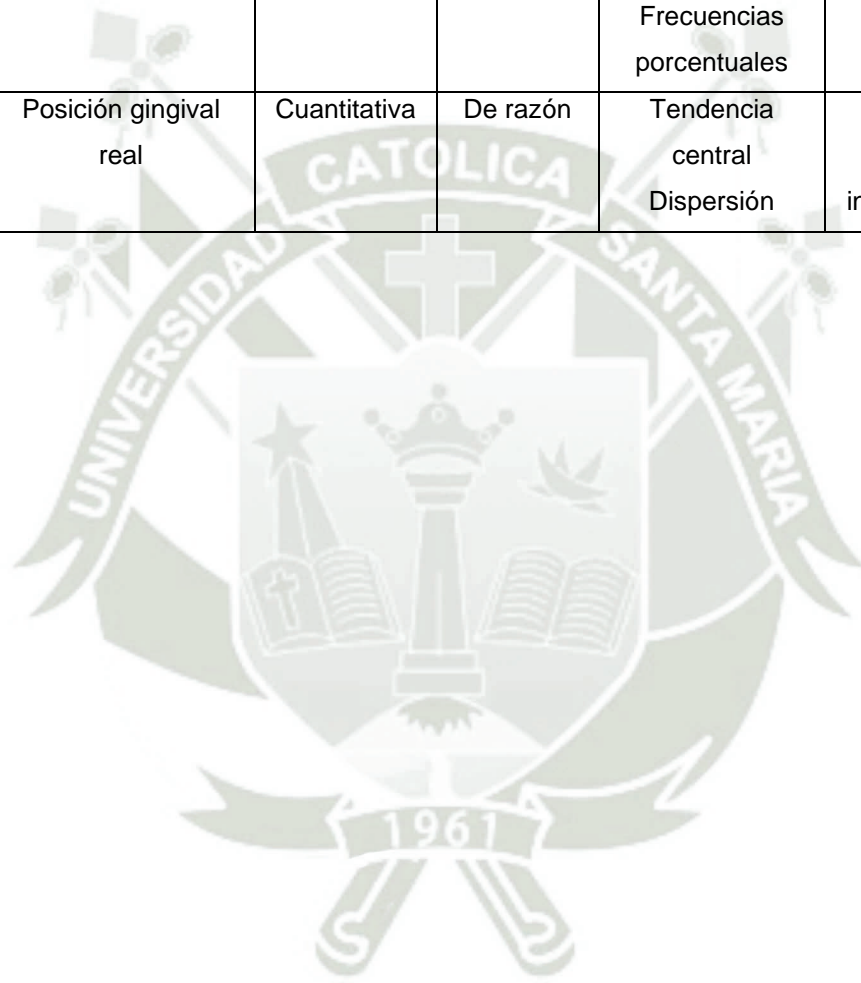 Frecuencias
porcentuales
Posición gingival
real
Cuantitativa
De razón
Tendencia
central
Dispersión
UNIVERSIDAD CATOLICA SANTA MARIA
1961